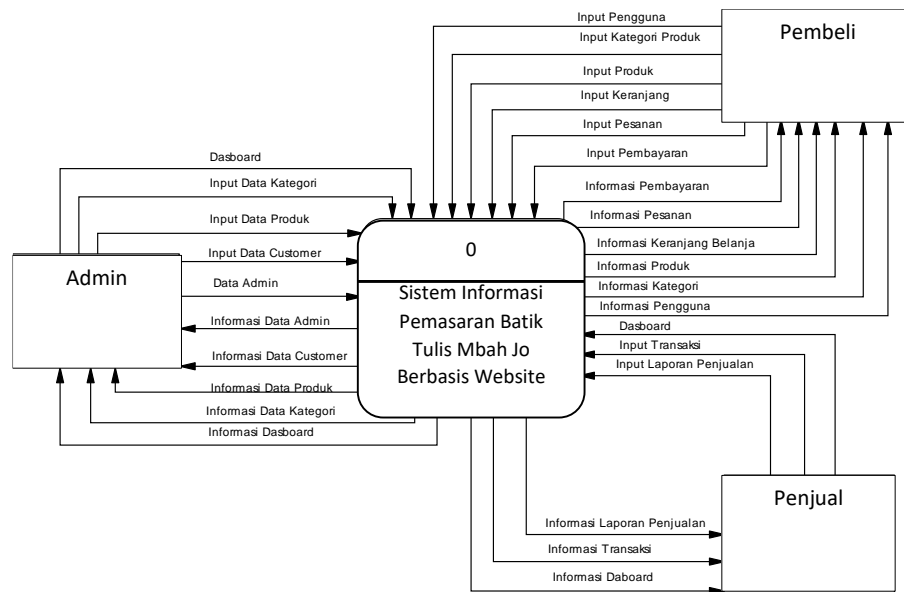 Input Pengguna
Input Kategori Produk
Input Produk
Input Keranjang
Input Pesanan
Input Pembayaran
Pembeli
Informasi Pembayaran
Informasi Pesanan
Informasi Keranjang Belanja
Informasi Produk
Informasi Kategori
Informasi Pengguna
Dasboard
Input Data Kategori
Input Data Produk
Input Data Customer
Data Admin
Admin
Informasi Data Admin
Informasi Data Customer
Informasi Data Produk
Informasi Data Kategori
Informasi Dasboard
0
Sistem Informasi
Pemasaran Batik
Tulis Mbah Jo
Berbasis Website
Dasboard
Input Transaksi
Input Laporan Penjualan
Penjual
Informasi Laporan Penjualan
Informasi Transaksi
Informasi Daboard